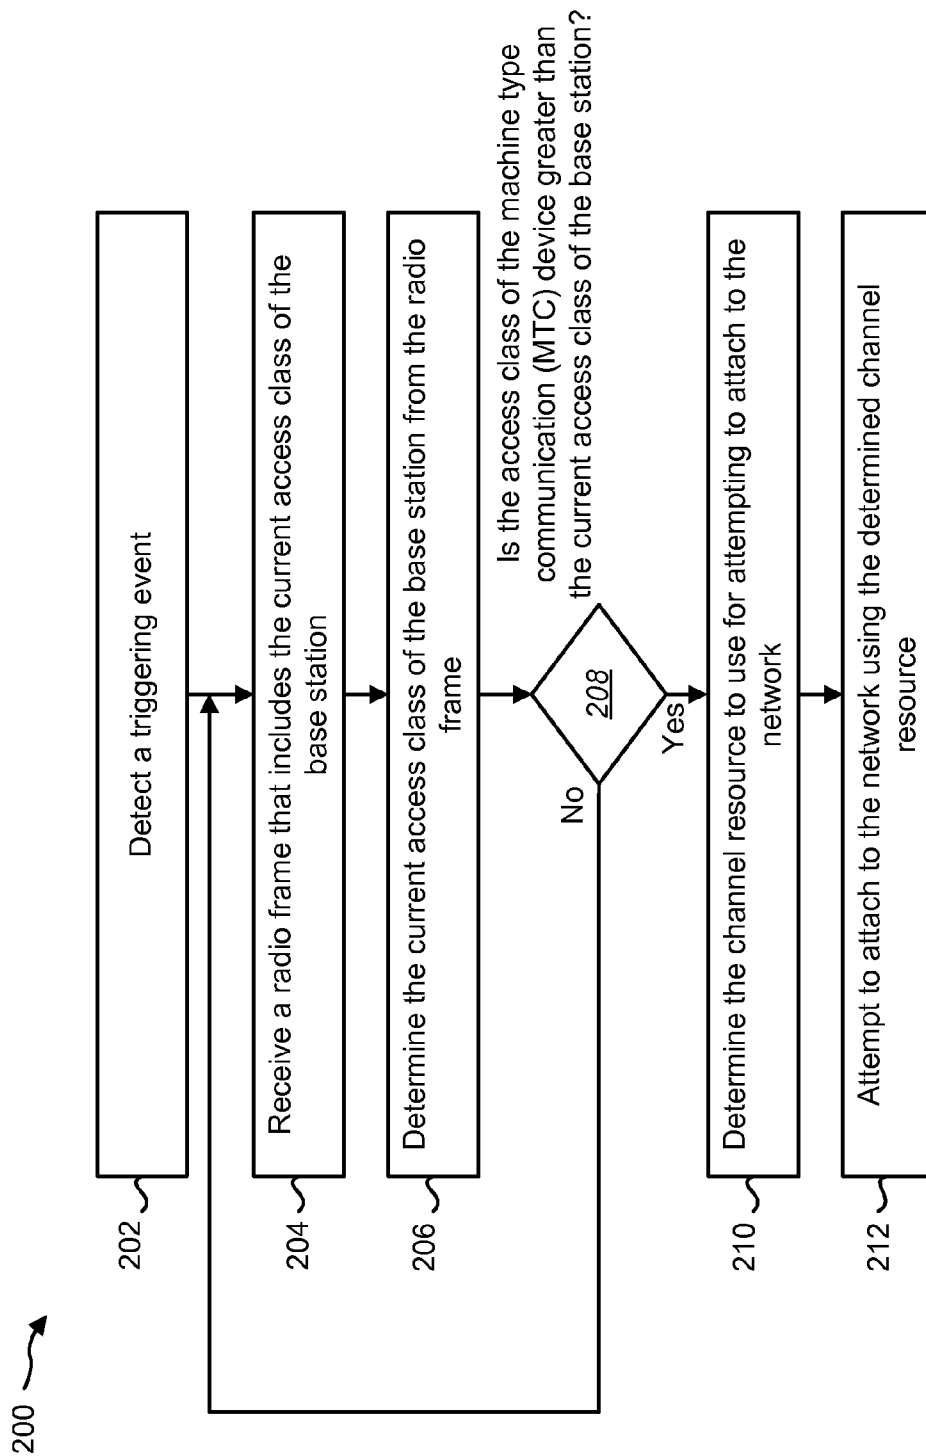 200
202
Detect a triggering event
204
Receive a radio frame that includes the current access class of the
base station
206
Determine the current access class of the base station from the radio
frame
Is the access class of the machine type
communication (MTC) device greater than
the current access class of the base station?
208
No
Yes
210
Determine the channel resource to use for attempting to attach to the
network
212
Attempt to attach to the network using the determined channel
resource